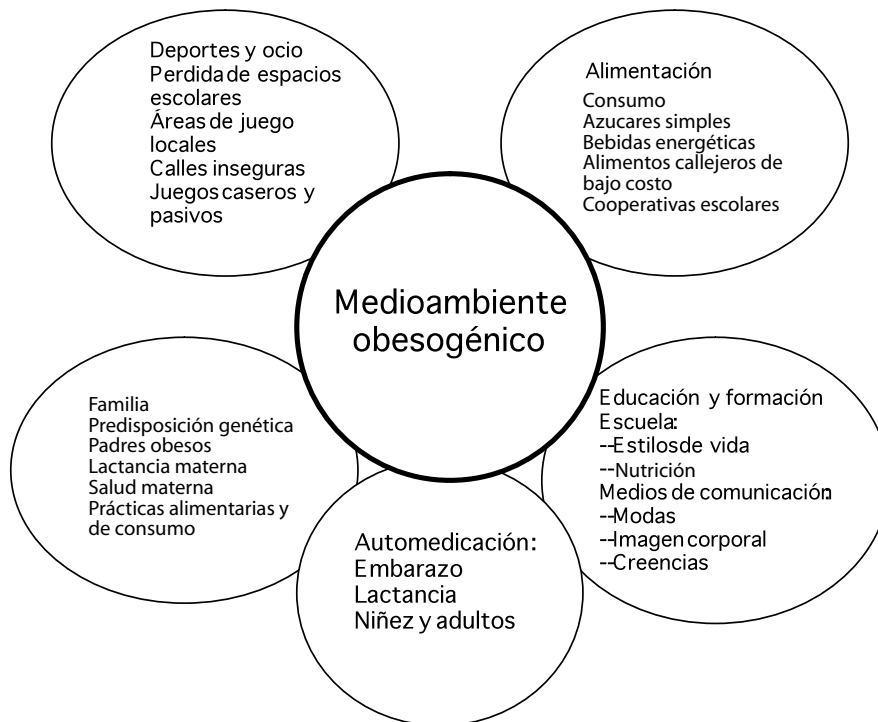 Deportes y ocio
Perdida de espacios
escolares
Áreas de juego
locales
Calles inseguras
Juegos caseros y
pasivos
Alimentación
Consumo
Azucares simples
Bebidas energéticas
Alimentos callejeros de
bajo costo
Cooperativas escolares
Medioambiente
obesogénico
Familia
Predisposición genética
Padres obesos
Lactancia materna
Salud materna
Prácticas alimentarias y
de consumo
Automedicación:
Embarazo
Lactancia
Niñez y adultos
Educación y formación
Escuela:
--Estilos de vida
--Nutrición
Medios de comunicación:
--Modas
--Imagen corporal
--Creencias